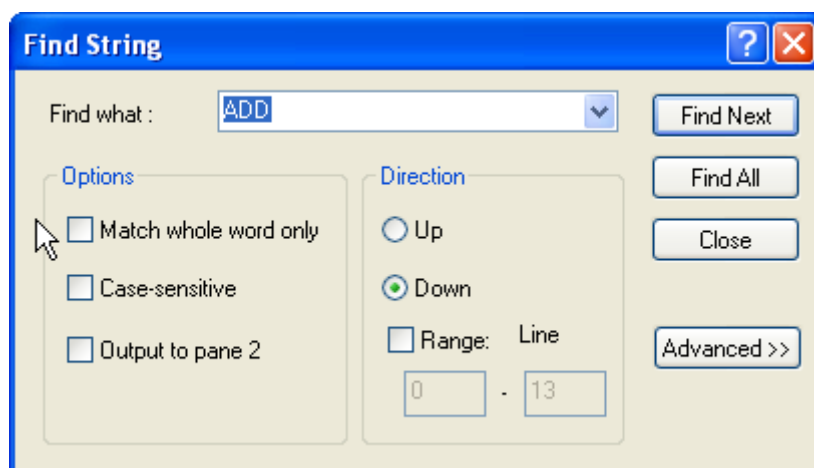 Find String
Find what : ADD
Find Next
Options
Match whole word only
Case-sensitive
Output to pane 2
Direction
Up
Down
Range: Line
0 - 13
Find All
Close
Advanced >>